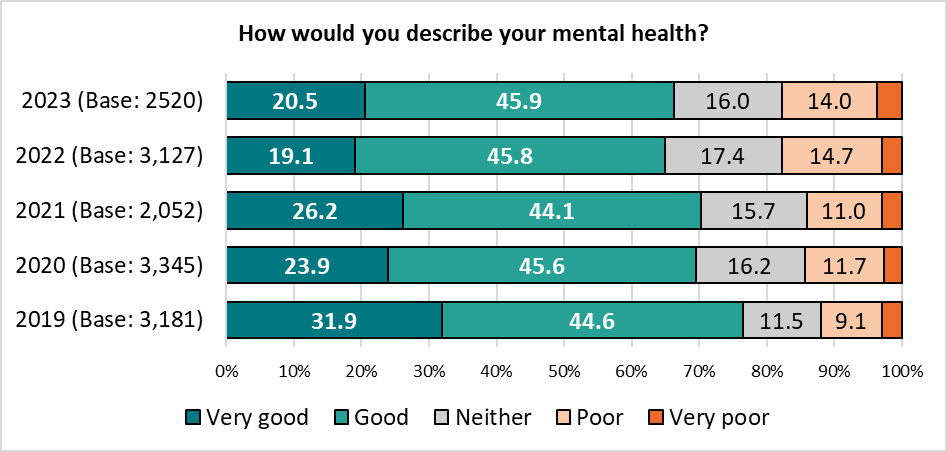 How would you describe your mental health?
2023 (Base: 2520) 20.5 45.9 16.0 14.0
2022 (Base: 3,127) 19.1 45.8 17.4 14.7
2021 (Base: 2,052) 26.2 44.1 15.7 11.0
2020 (Base: 3,345) 23.9 45.6 16.2 11.7
2019 (Base: 3,181) 31.9 44.6 11.5 9.1
0% 10% 20% 30% 40% 50% 60% 70% 80% 90% 100%
Very good Good Neither Poor Very poor